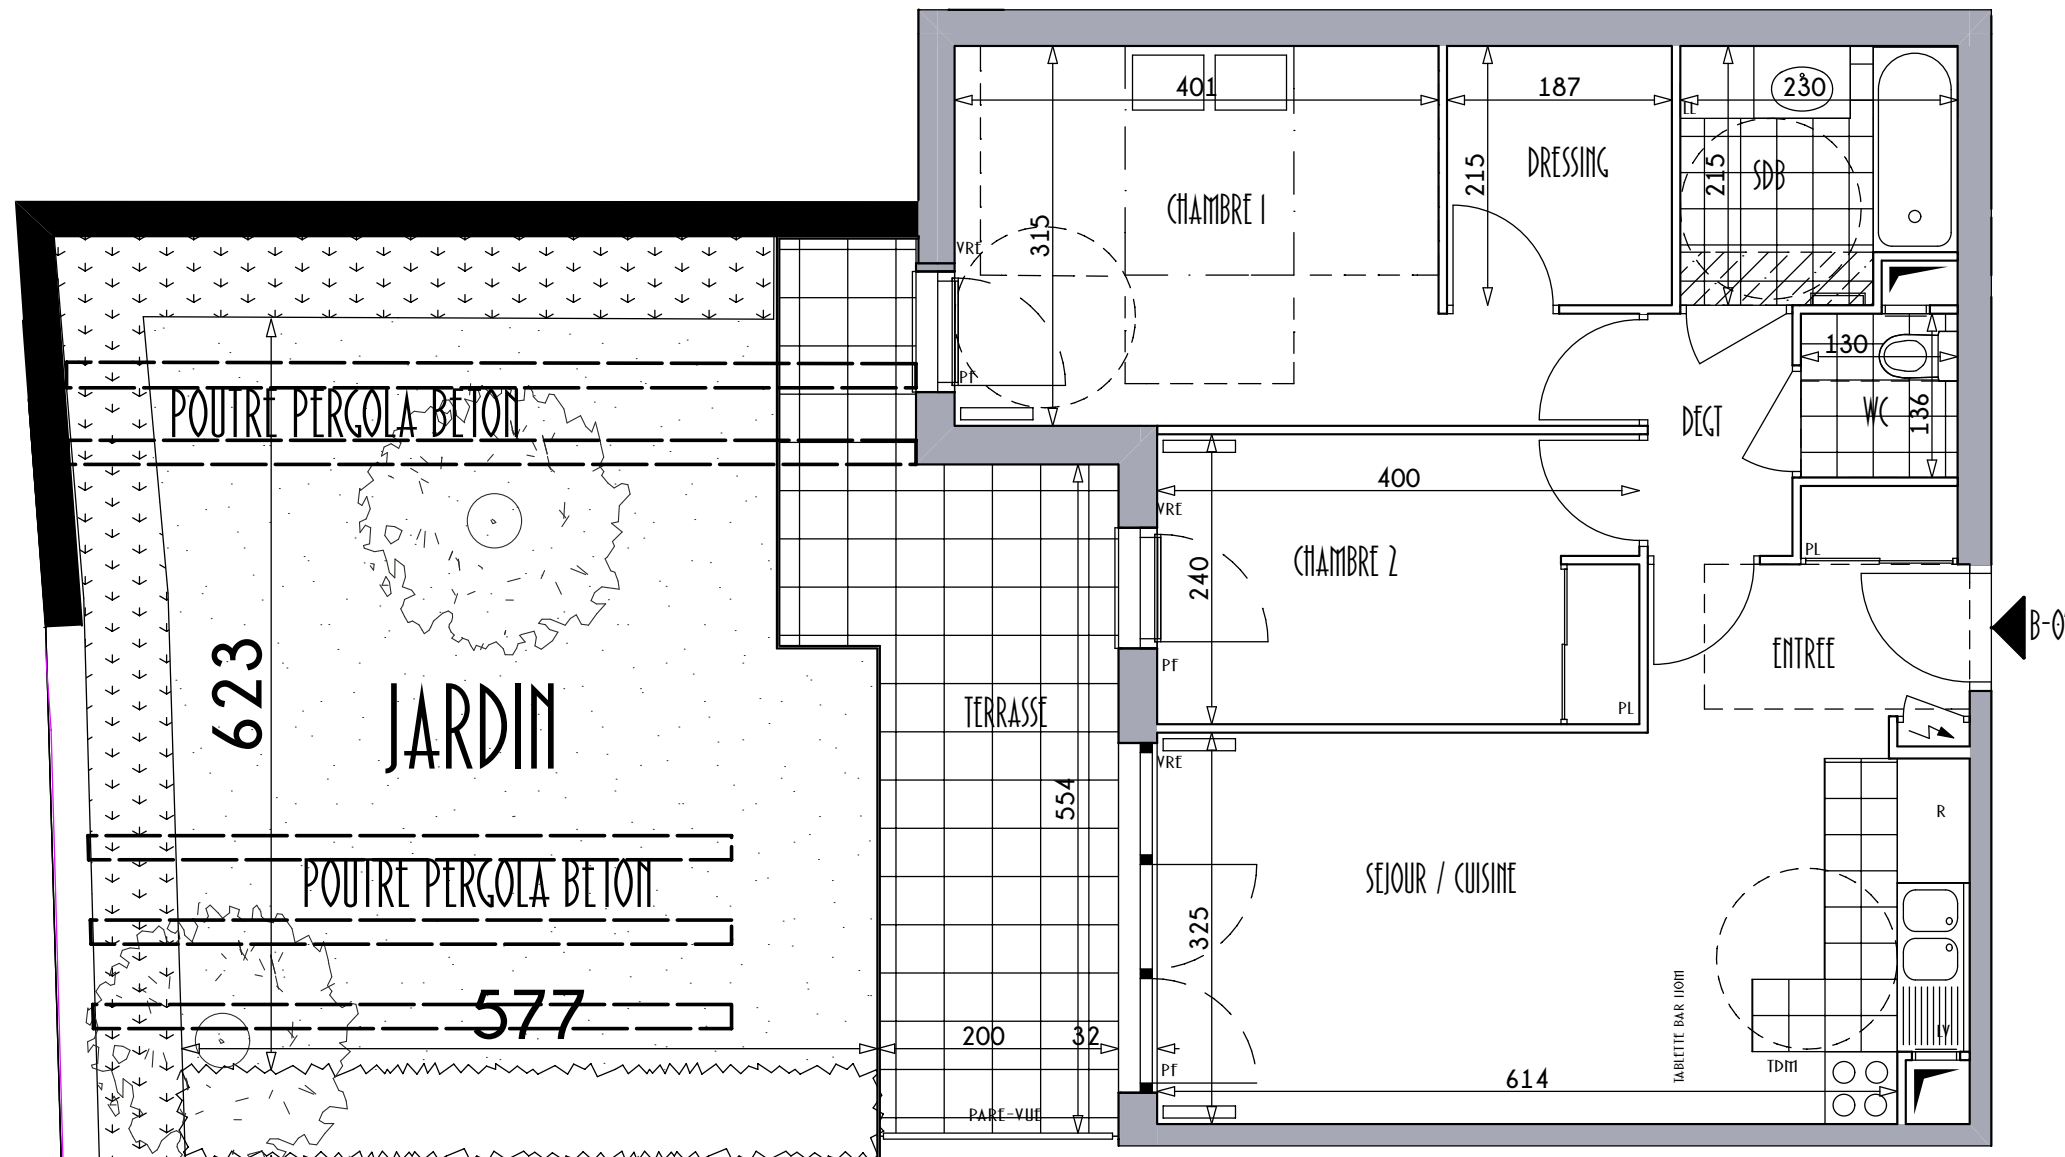 401
187
230
LL
DRESSING
215
215
SDB
CHAMBRE 1
315
VRE
PF
130
WC
136
DEGT
POUTRE PERGOLA BETON
400
VRE
CHAMBRE 2
240
PL
PL
PF
ENTREE
B-0
623
JARDIN
TERRASSE
VRE
554
R
POUTRE PERGOLA BETON
SEJOUR / CUISINE
325
577
200
32
TABLETTE BAR 110M
LV
TDM
PF
614
PARE-VUE